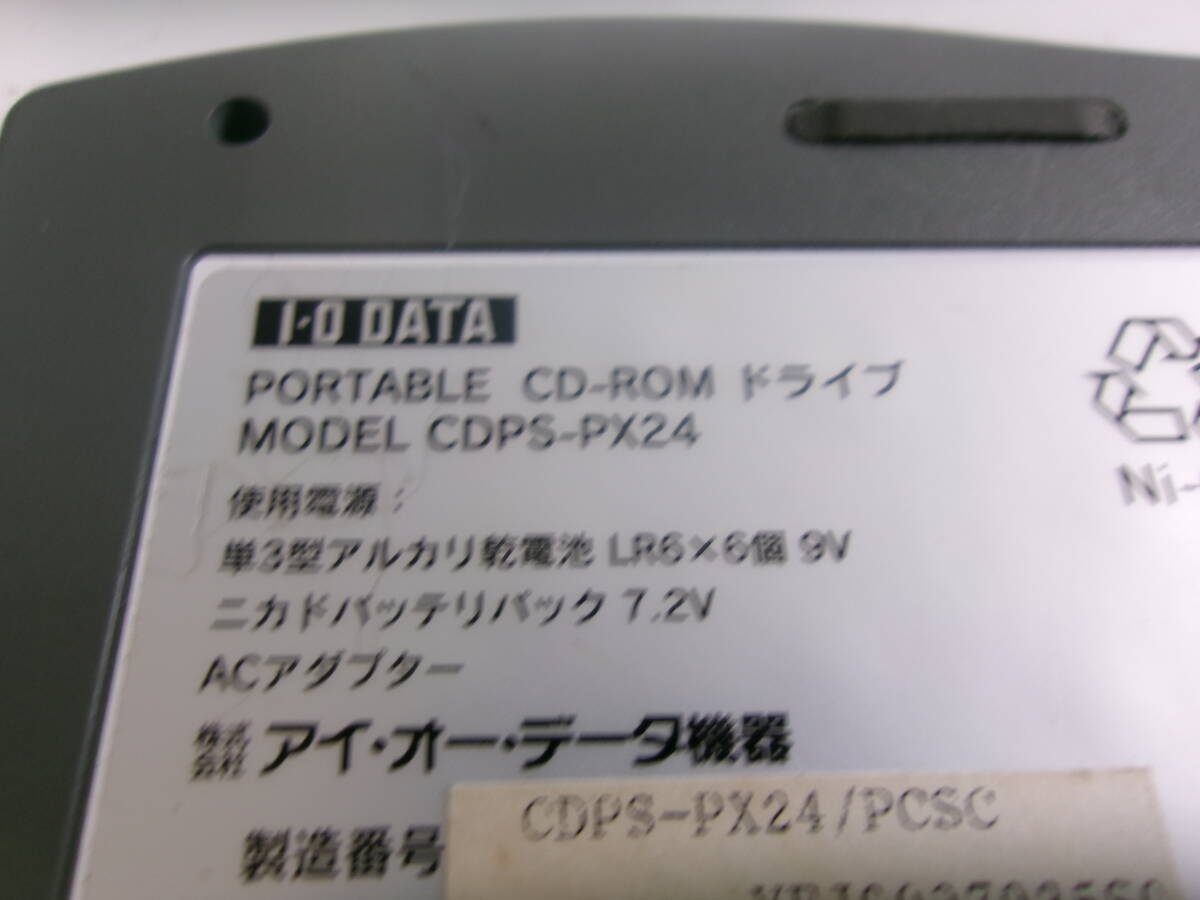 I・O DATA
PORTABLE CD-ROM ドライブ
MODEL CDPS-PX24
使用電源：
単3型アルカリ乾電池 LR6×6個 9V
ニカドバッテリパック 7.2V
ACアダプター
株式会社 アイ・オー・データ機器
製造番号
CDPS-PX24/PCSC
Ni-